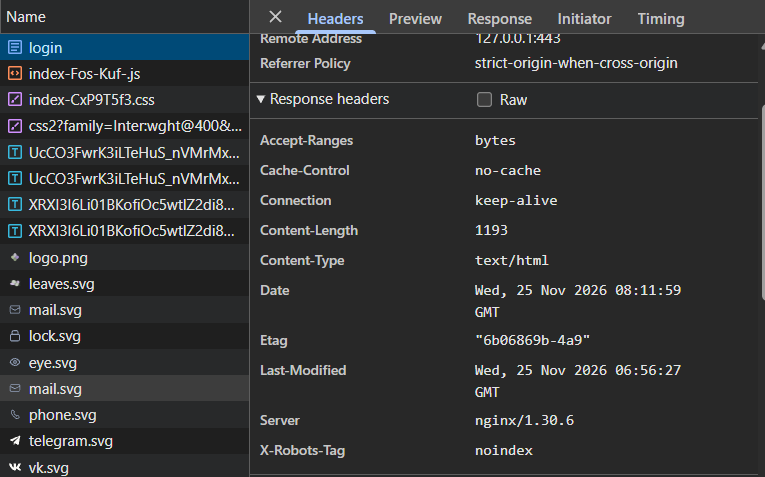 Name
login
index-Fos-Kuf-.js
index-CxP9T5f3.css
css2?family=Inter:wght@400&...
UcCO3FwrK3iLTeHuS_nVMrMx...
UcCO3FwrK3iLTeHuS_nVMrMx...
XRXI3I6Li01BKofiOc5wtlZ2di8...
XRXI3I6Li01BKofiOc5wtlZ2di8...
logo.png
leaves.svg
mail.svg
lock.svg
eye.svg
mail.svg
phone.svg
telegram.svg
vk.svg
Headers Preview Response Initiator Timing
Remote Address 127.0.0.1:443
Referrer Policy strict-origin-when-cross-origin
Response headers Raw
Accept-Ranges bytes
Cache-Control no-cache
Connection keep-alive
Content-Length 1193
Content-Type text/html
Date Wed, 25 Nov 2026 08:11:59
GMT
Etag "6b06869b-4a9"
Last-Modified Wed, 25 Nov 2026 06:56:27
GMT
Server nginx/1.30.6
X-Robots-Tag noindex